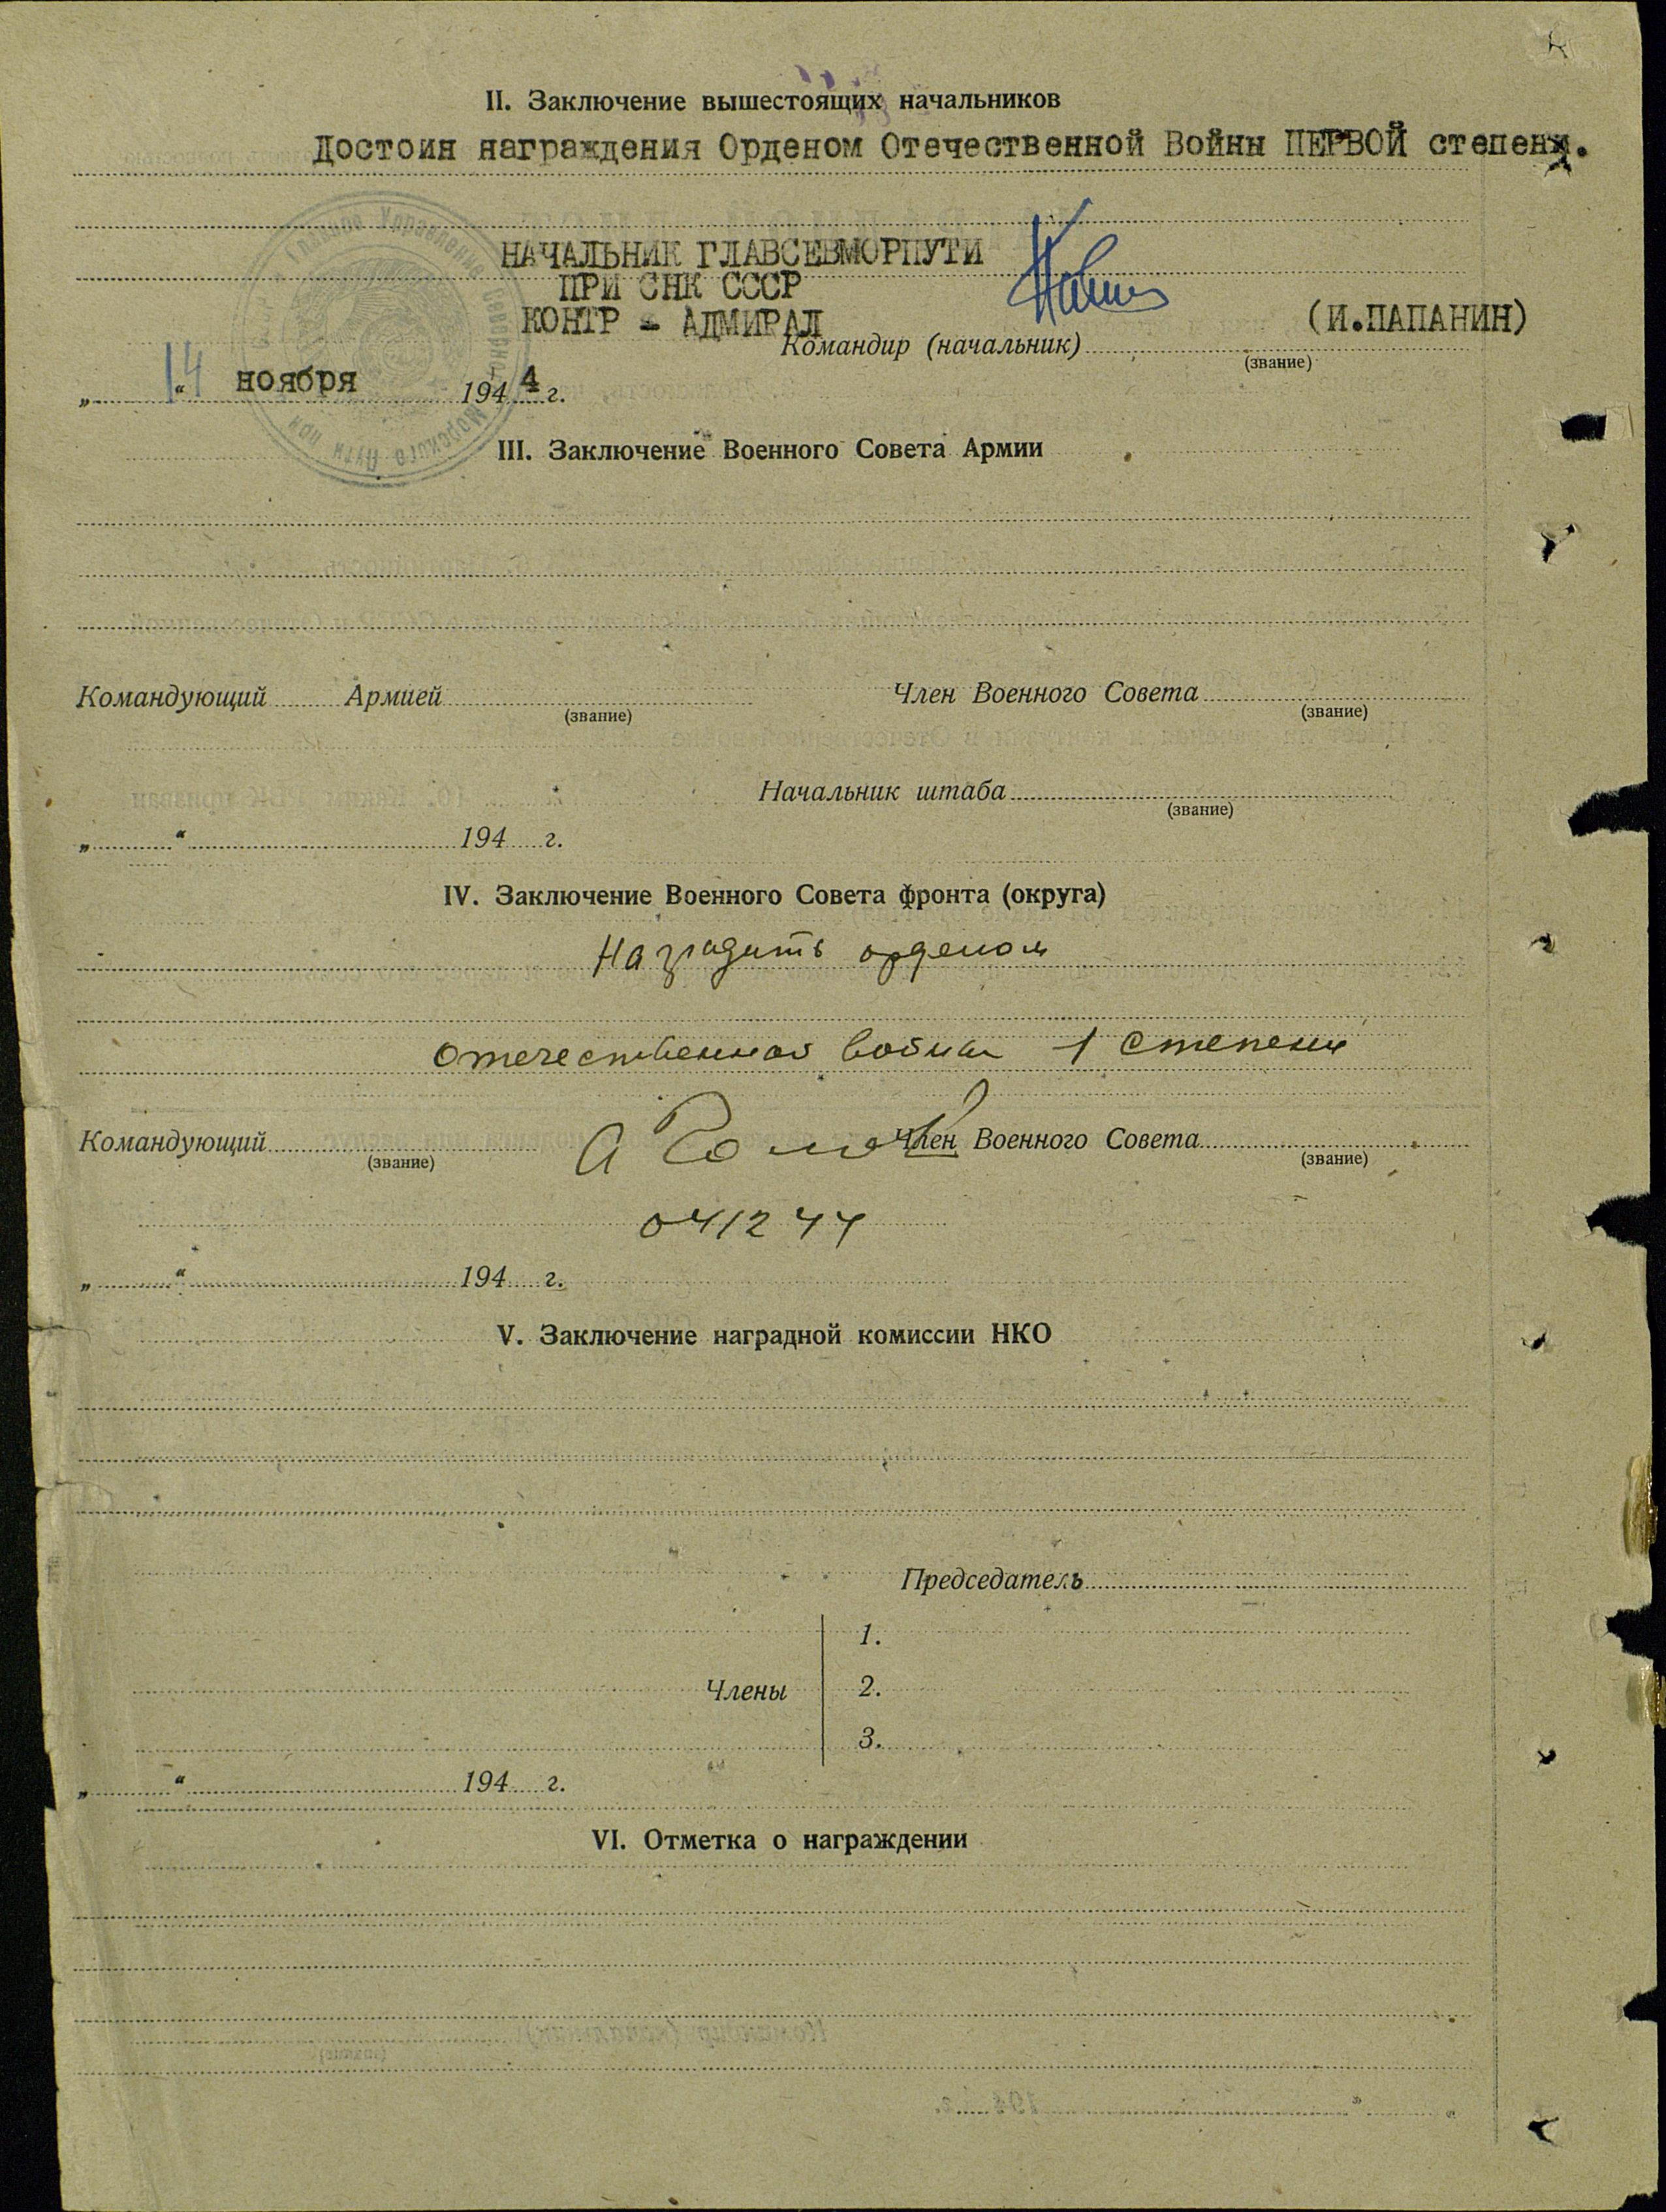 II. Заключение вышестоящих начальников
Достоин награждения Орденом Отечественной Войны ПЕРВОЙ степени.
НАЧАЛЬНИК ГЛАВСЕВМОРПУТИ
ПРИ СНК СССР
КОНТР - АДМИРАЛ
(И.ПАПАНИН)
Командир (начальник)
(звание)
„14“ ноября 1944 г.
III. Заключение Военного Совета Армии
Командующий Армией Член Военного Совета
(звание) (звание)
Начальник штаба
(звание)
„ “ 194 г.
IV. Заключение Военного Совета фронта (округа)
Наградить орденом
отечественная война 1 степени
Командующий Член Военного Совета
(звание) (звание)
041244
„ “ 194 г.
V. Заключение наградной комиссии НКО
Председатель
1.
Члены 2.
3.
„ “ 194 г.
VI. Отметка о награждении